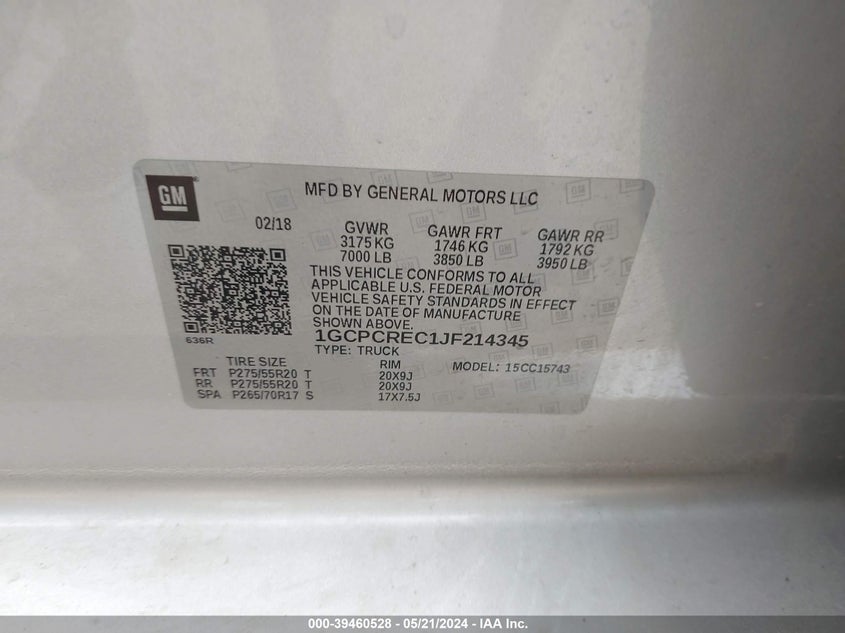 GM
MFD BY GENERAL MOTORS LLC
02/18 GVWR GAWR FRT GAWR RR
3175 KG 1746 KG 1792 KG
7000 LB 3850 LB 3950 LB
THIS VEHICLE CONFORMS TO ALL
APPLICABLE U.S. FEDERAL MOTOR
VEHICLE SAFETY STANDARDS IN EFFECT
ON THE DATE OF MANUFACTURE
SHOWN ABOVE.
636R 1GCPCREC1JF214345
TYPE: TRUCK
TIRE SIZE RIM MODEL: 15CC15743
FRT P275/55R20 T 20X9J
RR P275/55R20 T 20X9J
SPA P265/70R17 S 17X7.5J
000-39460528 - 05/21/2024 - IAA Inc.